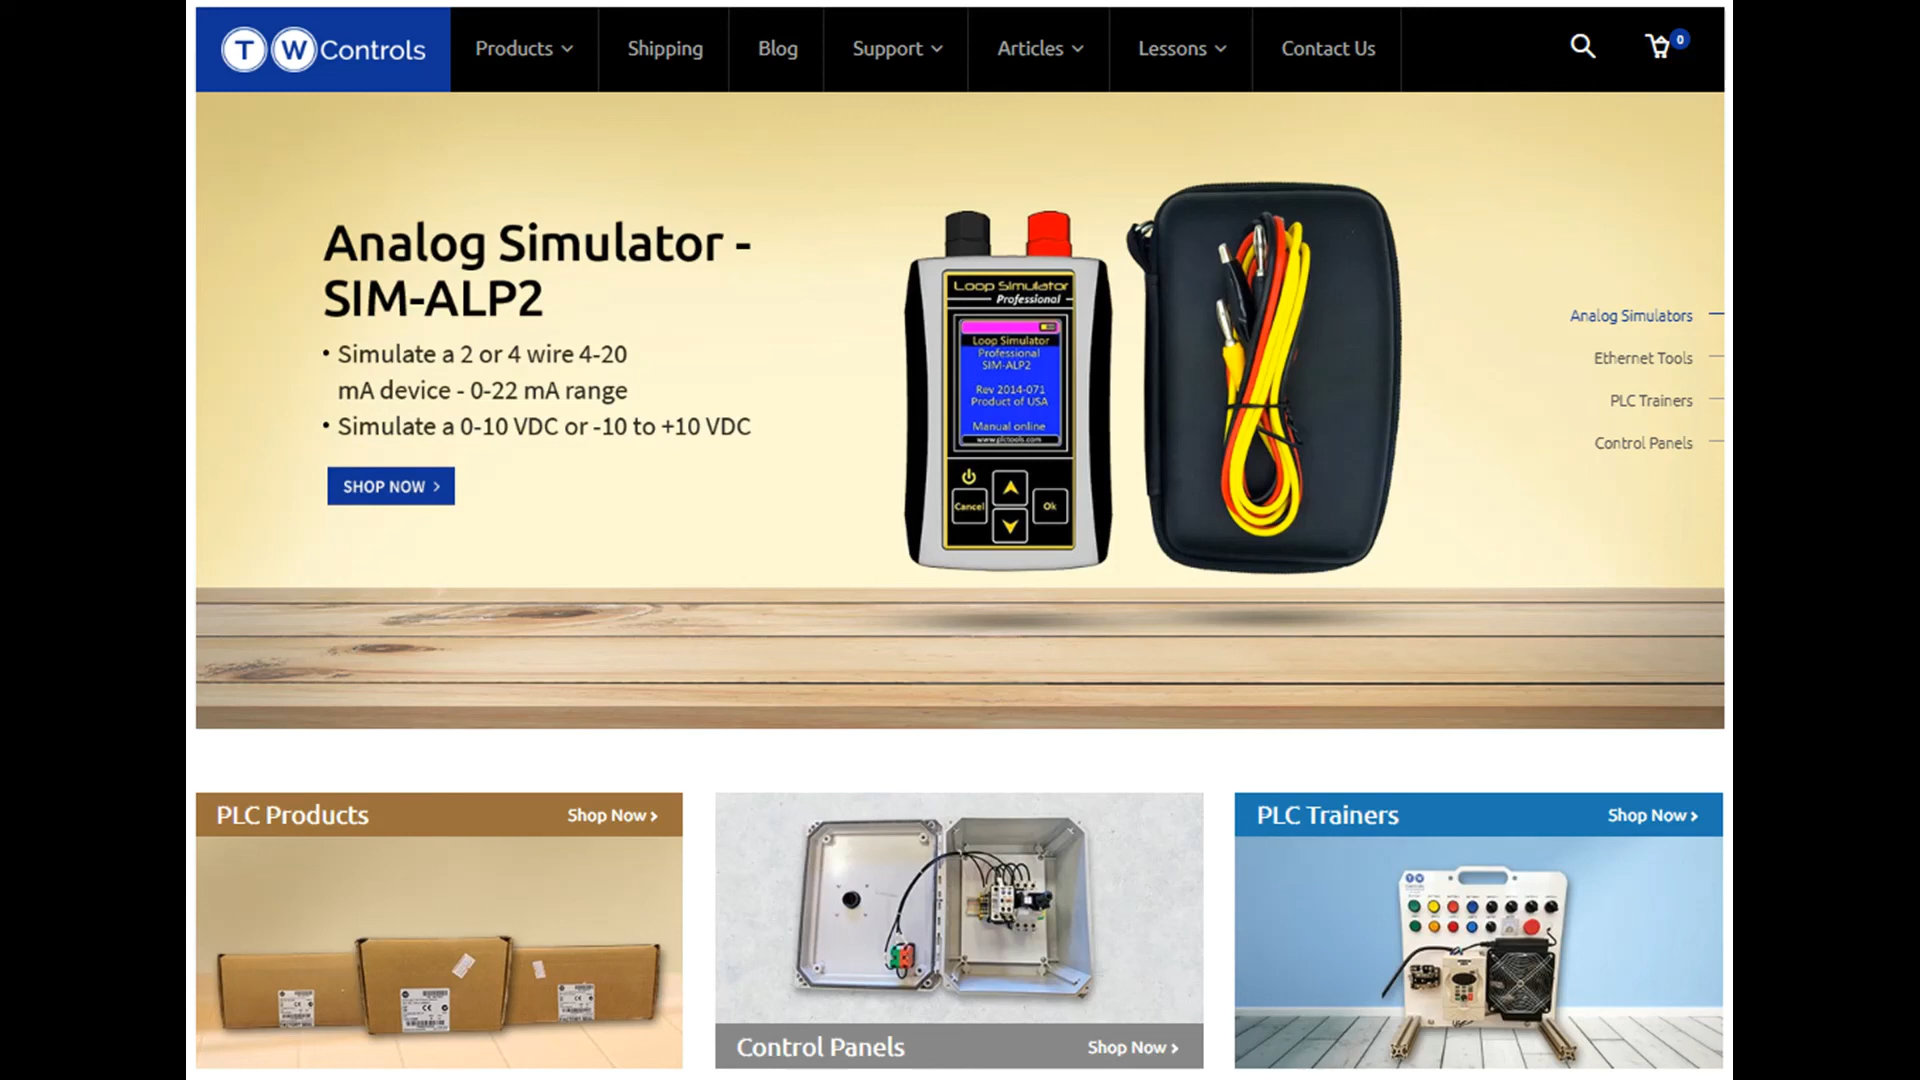 T W Controls
Products
Shipping
Blog
Support
Articles
Lessons
Contact Us
0
Analog Simulator -
SIM-ALP2
• Simulate a 2 or 4 wire 4-20
mA device - 0-22 mA range
• Simulate a 0-10 VDC or -10 to +10 VDC
SHOP NOW >
Loop Simulator
Professional
Loop Simulator
Professional
SIM-ALP2
Rev 2014-071
Product of USA
Manual online
www.plctools.com
Cancel
Ok
Analog Simulators
Ethernet Tools
PLC Trainers
Control Panels
PLC Products
Shop Now >
Control Panels
Shop Now >
PLC Trainers
Shop Now >
T W